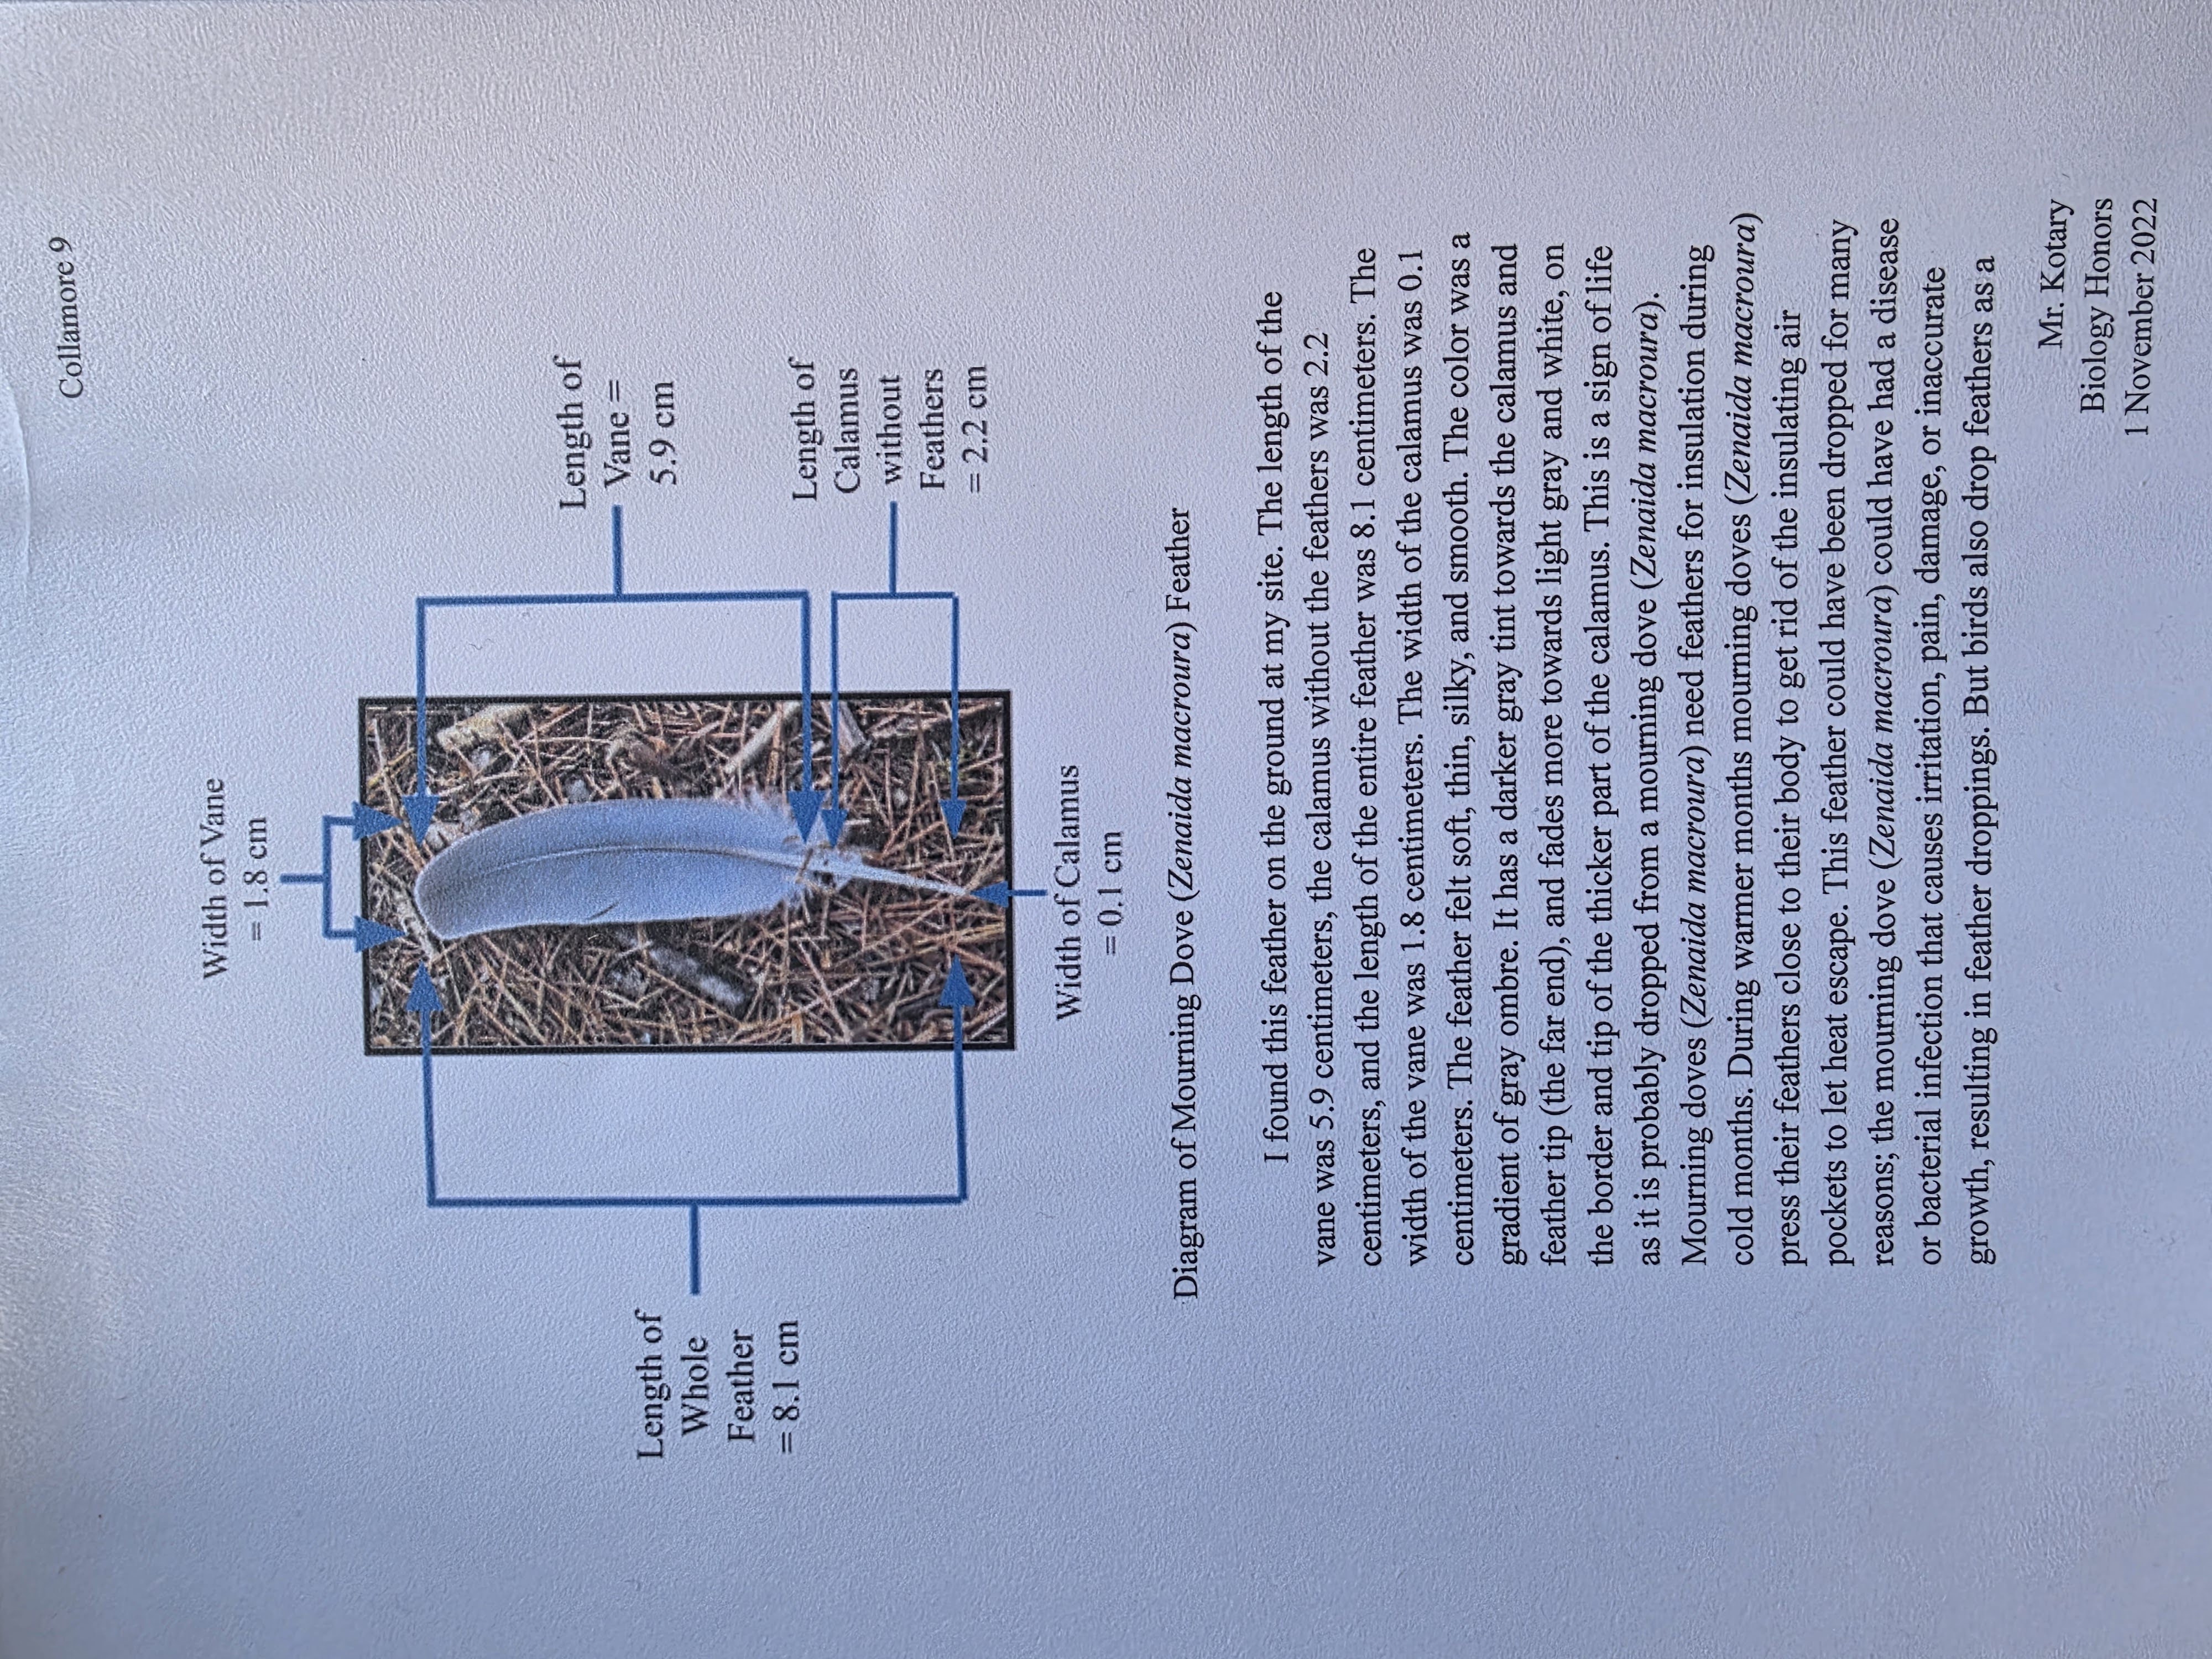 Collamore 9
Width of Vane
= 1.8 cm
Length of
Whole
Feather
= 8.1 cm
Length of
Vane =
5.9 cm
Length of
Calamus
without
Feathers
= 2.2 cm
Width of Calamus
= 0.1 cm
Diagram of Mourning Dove (Zenaida macroura) Feather
I found this feather on the ground at my site. The length of the
vane was 5.9 centimeters, the calamus without the feathers was 2.2
centimeters, and the length of the entire feather was 8.1 centimeters. The
width of the vane was 1.8 centimeters. The width of the calamus was 0.1
centimeters. The feather felt soft, thin, silky, and smooth. The color was a
gradient of gray ombre. It has a darker gray tint towards the calamus and
feather tip (the far end), and fades more towards light gray and white, on
the border and tip of the thicker part of the calamus. This is a sign of life
as it is probably dropped from a mourning dove (Zenaida macroura).
Mourning doves (Zenaida macroura) need feathers for insulation during
cold months. During warmer months mourning doves (Zenaida macroura)
press their feathers close to their body to get rid of the insulating air
pockets to let heat escape. This feather could have been dropped for many
reasons; the mourning dove (Zenaida macroura) could have had a disease
or bacterial infection that causes irritation, pain, damage, or inaccurate
growth, resulting in feather droppings. But birds also drop feathers as a
Mr. Kotary
Biology Honors
1 November 2022